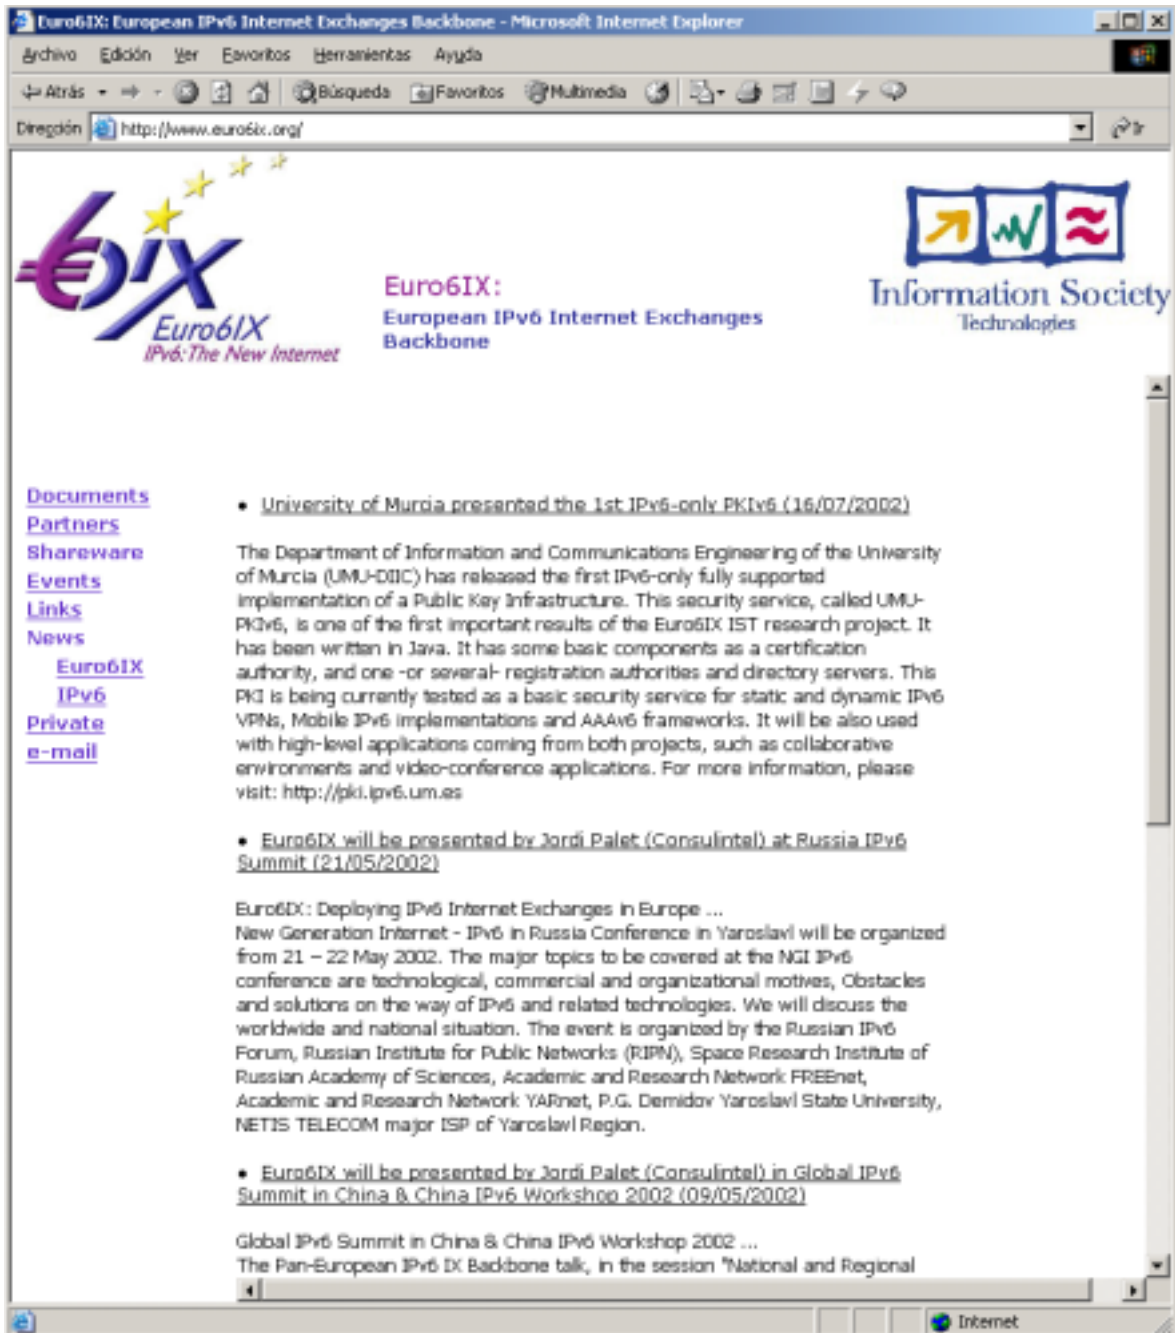 Euro6IX: European IPv6 Internet Exchanges Backbone - Microsoft Internet Explorer
Archivo Edición Ver Favoritos Herramientas Ayuda
Atrás Búsqueda Favoritos Multimedia
Dirección http://www.euro6ix.org/ Ir
€6IX
Euro6IX
IPv6:The New Internet
Euro6IX:
European IPv6 Internet Exchanges
Backbone
Information Society
Technologies
Documents
Partners
Shareware
Events
Links
News
Euro6IX
IPv6
Private
e-mail
• University of Murcia presented the 1st IPv6-only PKIv6 (16/07/2002)
The Department of Information and Communications Engineering of the University
of Murcia (UMU-DIIC) has released the first IPv6-only fully supported
implementation of a Public Key Infrastructure. This security service, called UMU-
PKIv6, is one of the first important results of the Euro6IX IST research project. It
has been written in Java. It has some basic components as a certification
authority, and one -or several- registration authorities and directory servers. This
PKI is being currently tested as a basic security service for static and dynamic IPv6
VPNs, Mobile IPv6 implementations and AAAv6 frameworks. It will be also used
with high-level applications coming from both projects, such as collaborative
environments and video-conference applications. For more information, please
visit: http://pki.ipv6.um.es
• Euro6IX will be presented by Jordi Palet (Consulintel) at Russia IPv6
Summit (21/05/2002)
Euro6IX: Deploying IPv6 Internet Exchanges in Europe ...
New Generation Internet - IPv6 in Russia Conference in Yaroslavl will be organized
from 21 – 22 May 2002. The major topics to be covered at the NGI IPv6
conference are technological, commercial and organizational motives, Obstacles
and solutions on the way of IPv6 and related technologies. We will discuss the
worldwide and national situation. The event is organized by the Russian IPv6
Forum, Russian Institute for Public Networks (RIPN), Space Research Institute of
Russian Academy of Sciences, Academic and Research Network FREEnet,
Academic and Research Network YARnet, P.G. Demidov Yaroslavl State University,
NETIS TELECOM major ISP of Yaroslavl Region.
• Euro6IX will be presented by Jordi Palet (Consulintel) in Global IPv6
Summit in China & China IPv6 Workshop 2002 (09/05/2002)
Global IPv6 Summit in China & China IPv6 Workshop 2002 ...
The Pan-European IPv6 IX Backbone talk, in the session "National and Regional
Internet